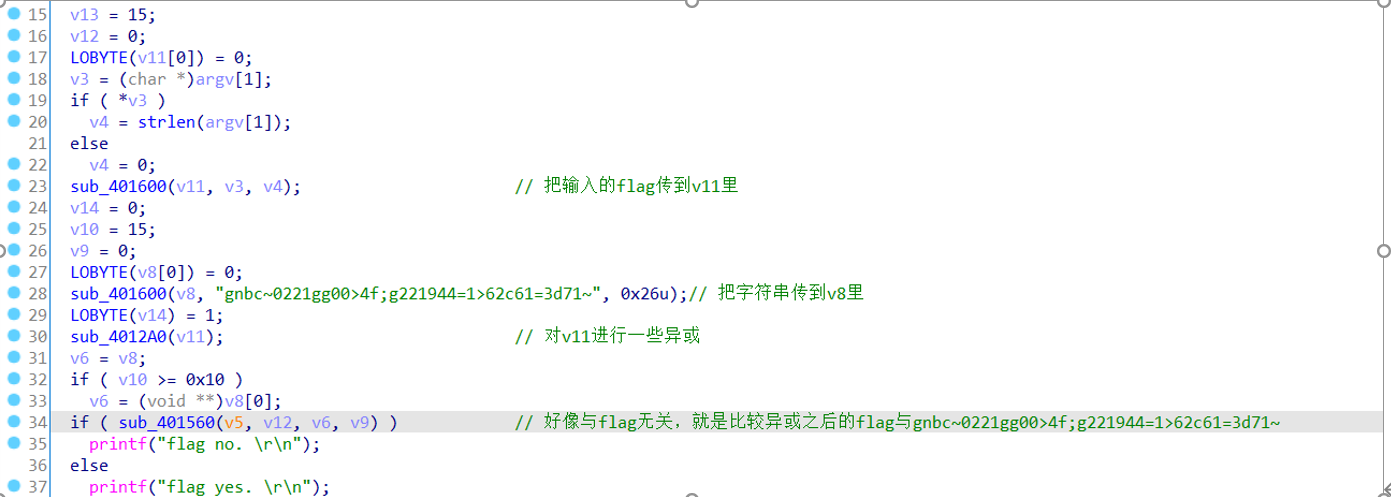 15 v13 = 15;
16 v12 = 0;
17 LOBYTE(v11[0]) = 0;
18 v3 = (char *)argv[1];
19 if ( *v3 )
20 v4 = strlen(argv[1]);
21 else
22 v4 = 0;
23 sub_401600(v11, v3, v4); // 把输入的flag传到v11里
24 v14 = 0;
25 v10 = 15;
26 v9 = 0;
27 LOBYTE(v8[0]) = 0;
28 sub_401600(v8, "gnbc~0221gg00>4f;g221944=1>62c61=3d71~", 0x26u);// 把字符串传到v8里
29 LOBYTE(v14) = 1;
30 sub_4012A0(v11); // 对v11进行一些异或
31 v6 = v8;
32 if ( v10 >= 0x10 )
33 v6 = (void **)v8[0];
34 if ( sub_401560(v5, v12, v6, v9) ) // 好像与flag无关，就是比较异或之后的flag与gnbc~0221gg00>4f;g221944=1>62c61=3d71~
35 printf("flag no. \r\n");
36 else
37 printf("flag yes. \r\n");